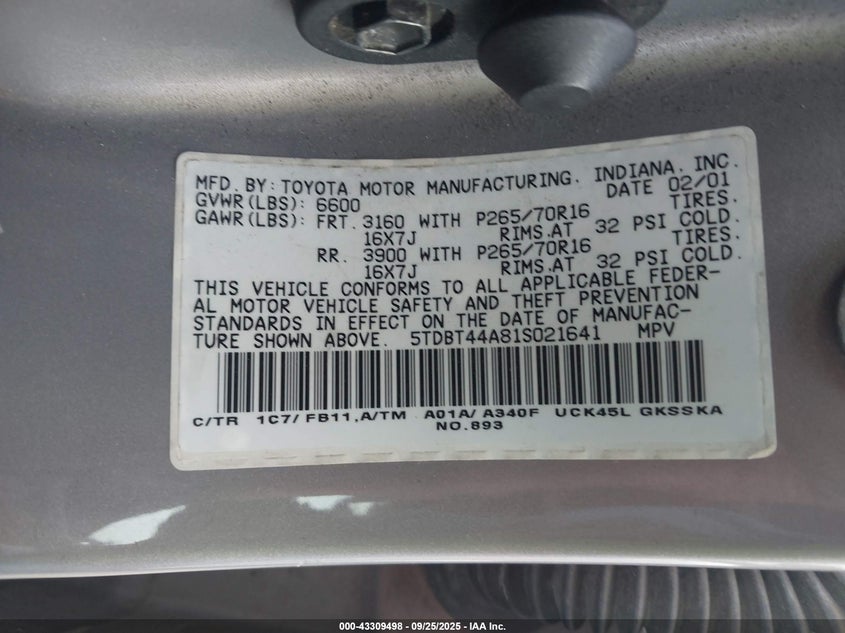 MFD. BY: TOYOTA MOTOR MANUFACTURING. INDIANA, INC.
GVWR(LBS): 6600 DATE 02/01
GAWR(LBS): FRT. 3160 WITH P265/70R16 TIRES.
16X7J RIMS.AT 32 PSI COLD.
RR. 3900 WITH P265/70R16 TIRES.
16X7J RIMS.AT 32 PSI COLD.
THIS VEHICLE CONFORMS TO ALL APPLICABLE FEDER-
AL MOTOR VEHICLE SAFETY AND THEFT PREVENTION
STANDARDS IN EFFECT ON THE DATE OF MANUFAC-
TURE SHOWN ABOVE. 5TDBT44A81S021641 MPV
C/TR 1C7/ FB11,A/TM A01A/ A340F UCK45L GKSSKA
NO.893
000-43309498 - 09/25/2025 - IAA Inc.